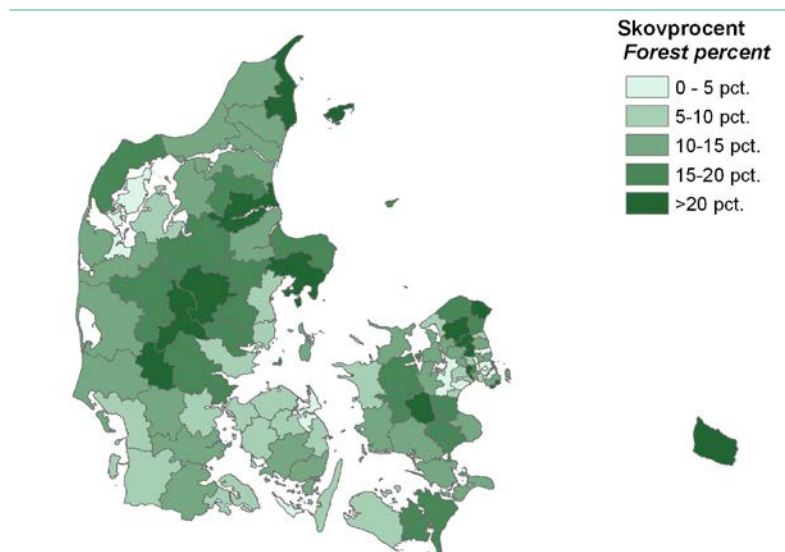 Skovprocent
Forest percent
0 - 5 pct.
5-10 pct.
10-15 pct.
15-20 pct.
>20 pct.